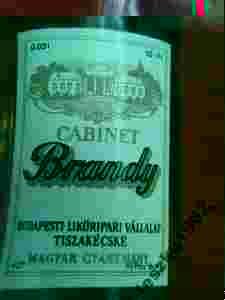 CABINET
Brandy
BUDAPESTI LIKŐRIPARI VÁLLALAT
TISZAKÉCSKE
MAGYAR GYÁRTMÁNY